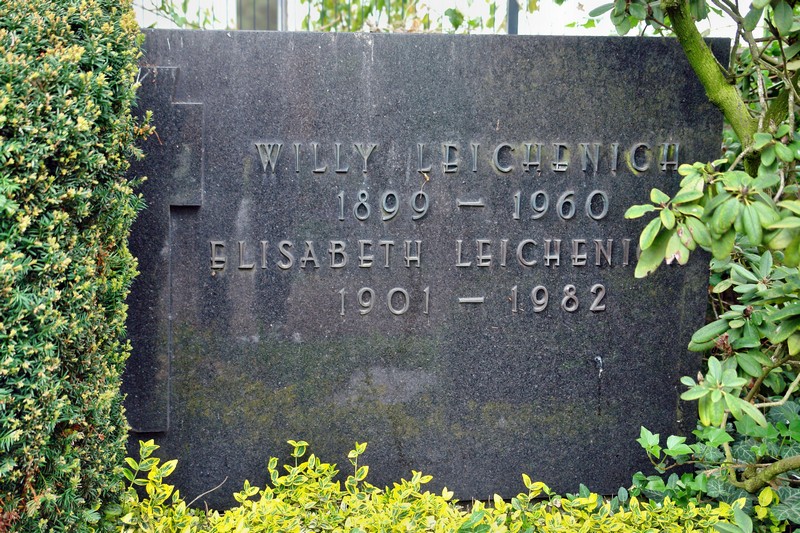 WILLY LEICHENICH
1899 – 1960
ELISABETH LEICHENI
1901 – 1982